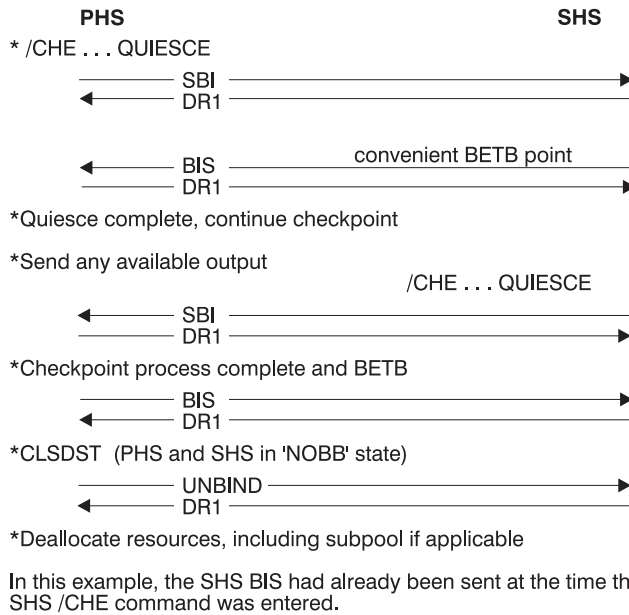 PHS SHS
* /CHE . . . QUIESCE
SBI
DR1
convenient BETB point
BIS
DR1
*Quiesce complete, continue checkpoint
*Send any available output
/CHE . . . QUIESCE
SBI
DR1
*Checkpoint process complete and BETB
BIS
DR1
*CLSDST (PHS and SHS in 'NOBB' state)
UNBIND
DR1
*Deallocate resources, including subpool if applicable
In this example, the SHS BIS had already been sent at the time
SHS /CHE command was entered.